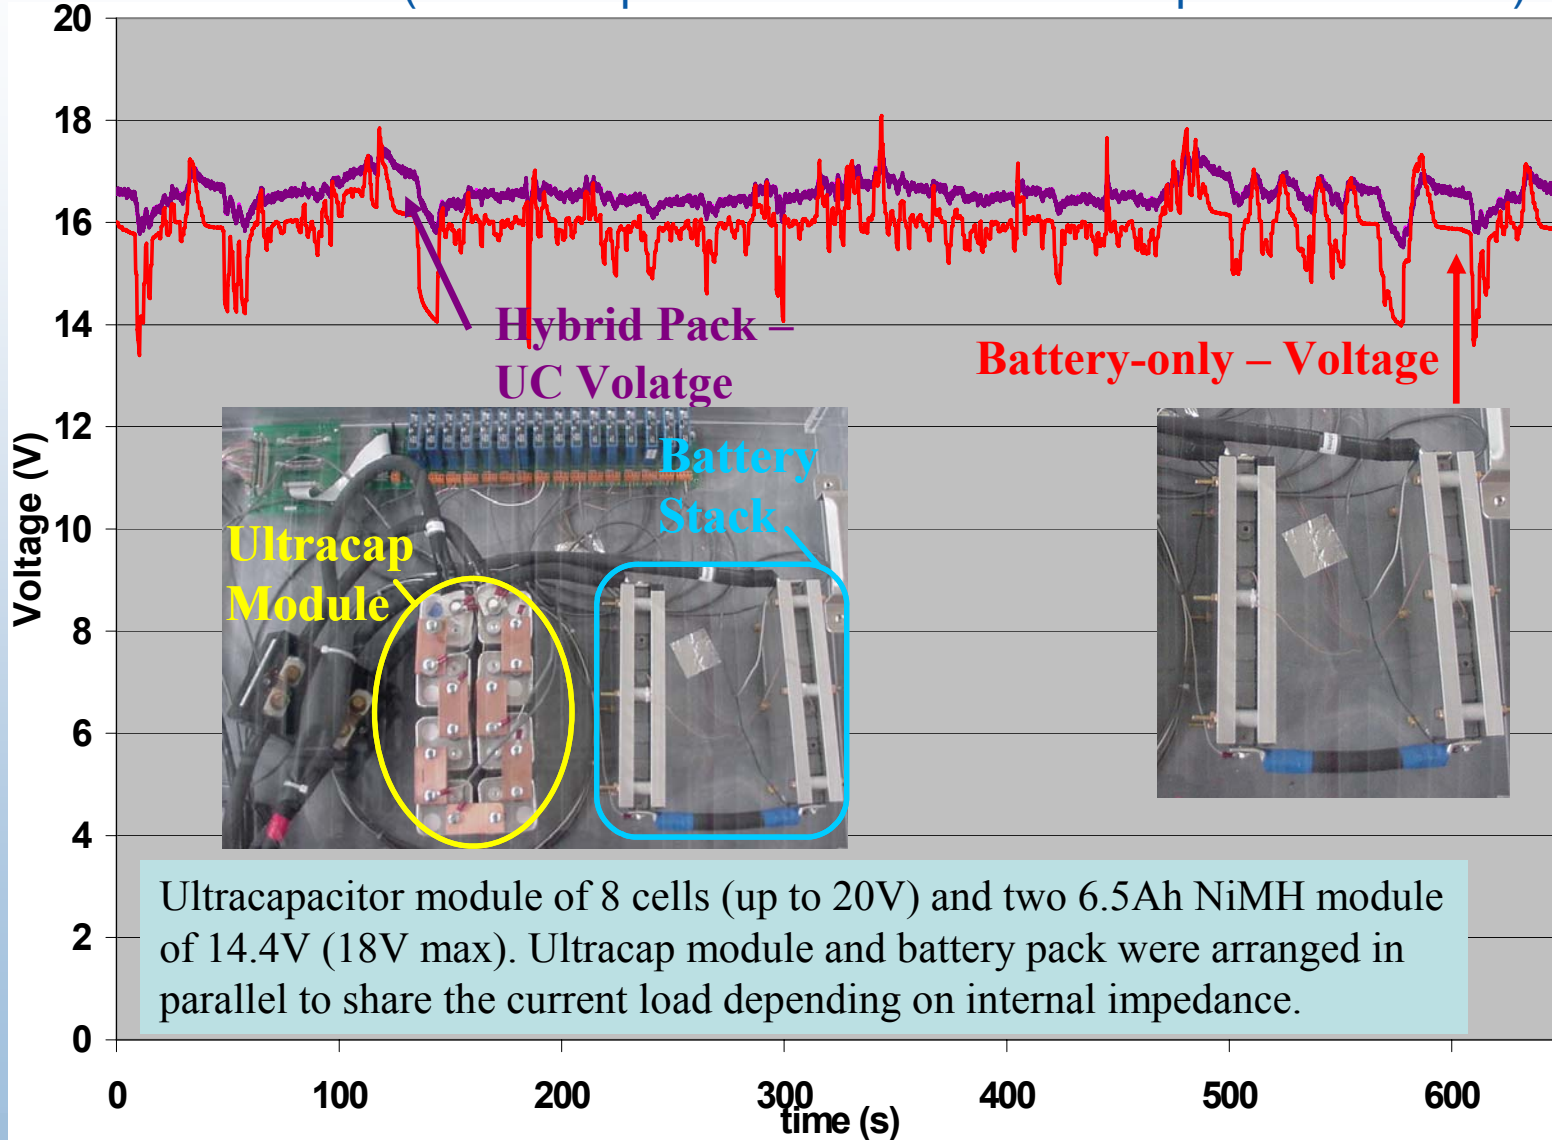 20
18
16
14
12
10
8
6
4
2
0
Voltage (V)
Hybrid Pack –
UC Volatge
Battery-only – Voltage
Battery
Stack
Ultracap
Module
Ultracapacitor module of 8 cells (up to 20V) and two 6.5Ah NiMH module
of 14.4V (18V max). Ultracap module and battery pack were arranged in
parallel to share the current load depending on internal impedance.
0 100 200 300 400 500 600
time (s)